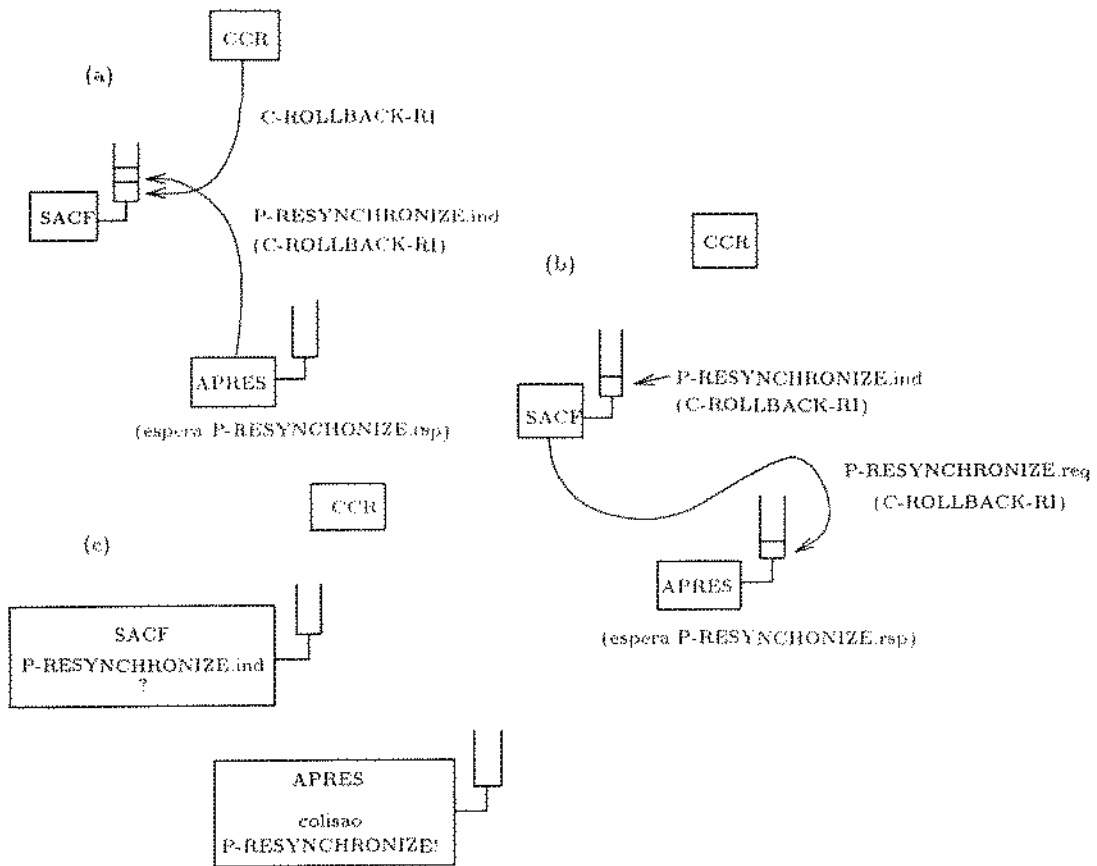 CCR
(a)
C-ROLLBACK-RI
SACF
P-RESYNCHRONIZE.ind
(C-ROLLBACK-RI)
APRES
(espera P-RESYNCHONIZE.rsp)
CCR
(b)
P-RESYNCHRONIZE.ind
(C-ROLLBACK-RI)
SACF
P-RESYNCHRONIZE.req
(C-ROLLBACK-RI)
APRES
(espera P-RESYNCHONIZE.rsp)
CCR
(c)
SACF
P-RESYNCHRONIZE.ind
?
APRES
colisao
P-RESYNCHRONIZE!